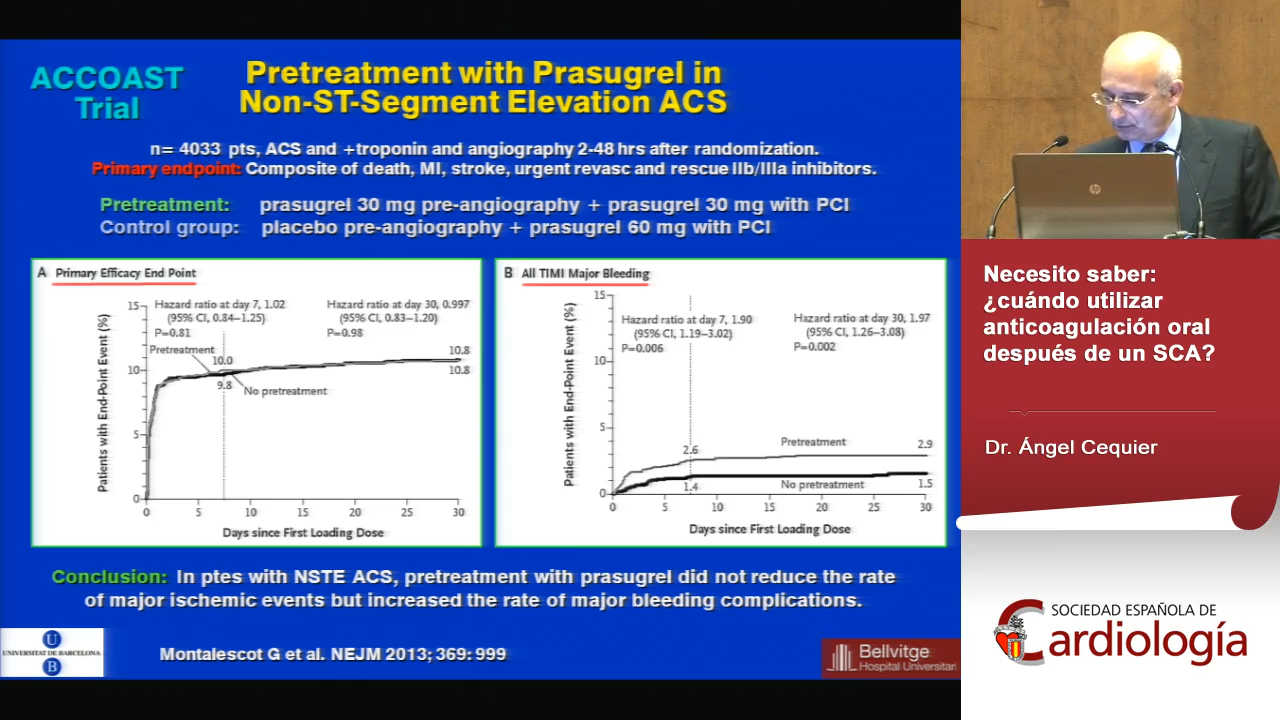 ACCOAST
Trial
Pretreatment with Prasugrel in
Non-ST-Segment Elevation ACS
n= 4033 pts, ACS and +troponin and angiography 2-48 hrs after randomization.
Primary endpoint: Composite of death, MI, stroke, urgent revasc and rescue IIb/IIIa inhibitors.
Pretreatment: prasugrel 30 mg pre-angiography + prasugrel 30 mg with PCI
Control group: placebo pre-angiography + prasugrel 60 mg with PCI
A Primary Efficacy End Point
Patients with End-Point Event (%)
15
10
5
0
Hazard ratio at day 7, 1.02
(95% CI, 0.84–1.25)
P=0.81
Hazard ratio at day 30, 0.997
(95% CI, 0.83–1.20)
P=0.98
Pretreatment
10.0
9.8
No pretreatment
10.8
10.8
0 5 10 15 20 25 30
Days since First Loading Dose
B All TIMI Major Bleeding
Patients with End-Point Event (%)
15
10
5
0
Hazard ratio at day 7, 1.90
(95% CI, 1.19–3.02)
P=0.006
Hazard ratio at day 30, 1.97
(95% CI, 1.26–3.08)
P=0.002
Pretreatment
2.6
2.9
1.4
No pretreatment
1.5
0 5 10 15 20 25 30
Days since First Loading Dose
Conclusion: In ptes with NSTE ACS, pretreatment with prasugrel did not reduce the rate
of major ischemic events but increased the rate of major bleeding complications.
U
UNIVERSITAT DE BARCELONA
B
Montalescot G et al. NEJM 2013; 369: 999
Bellvitge
Hospital Universitari
hp
Necesito saber:
¿cuándo utilizar
anticoagulación oral
después de un SCA?
Dr. Ángel Cequier
SOCIEDAD ESPAÑOLA DE
Cardiología